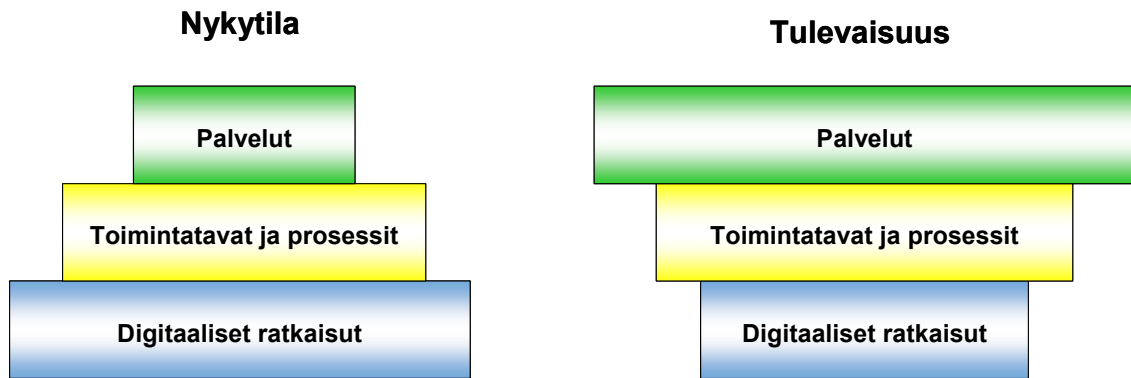 Nykytila
Palvelut
Toimintatavat ja prosessit
Digitaaliset ratkaisut
Tulevaisuus
Palvelut
Toimintatavat ja prosessit
Digitaaliset ratkaisut